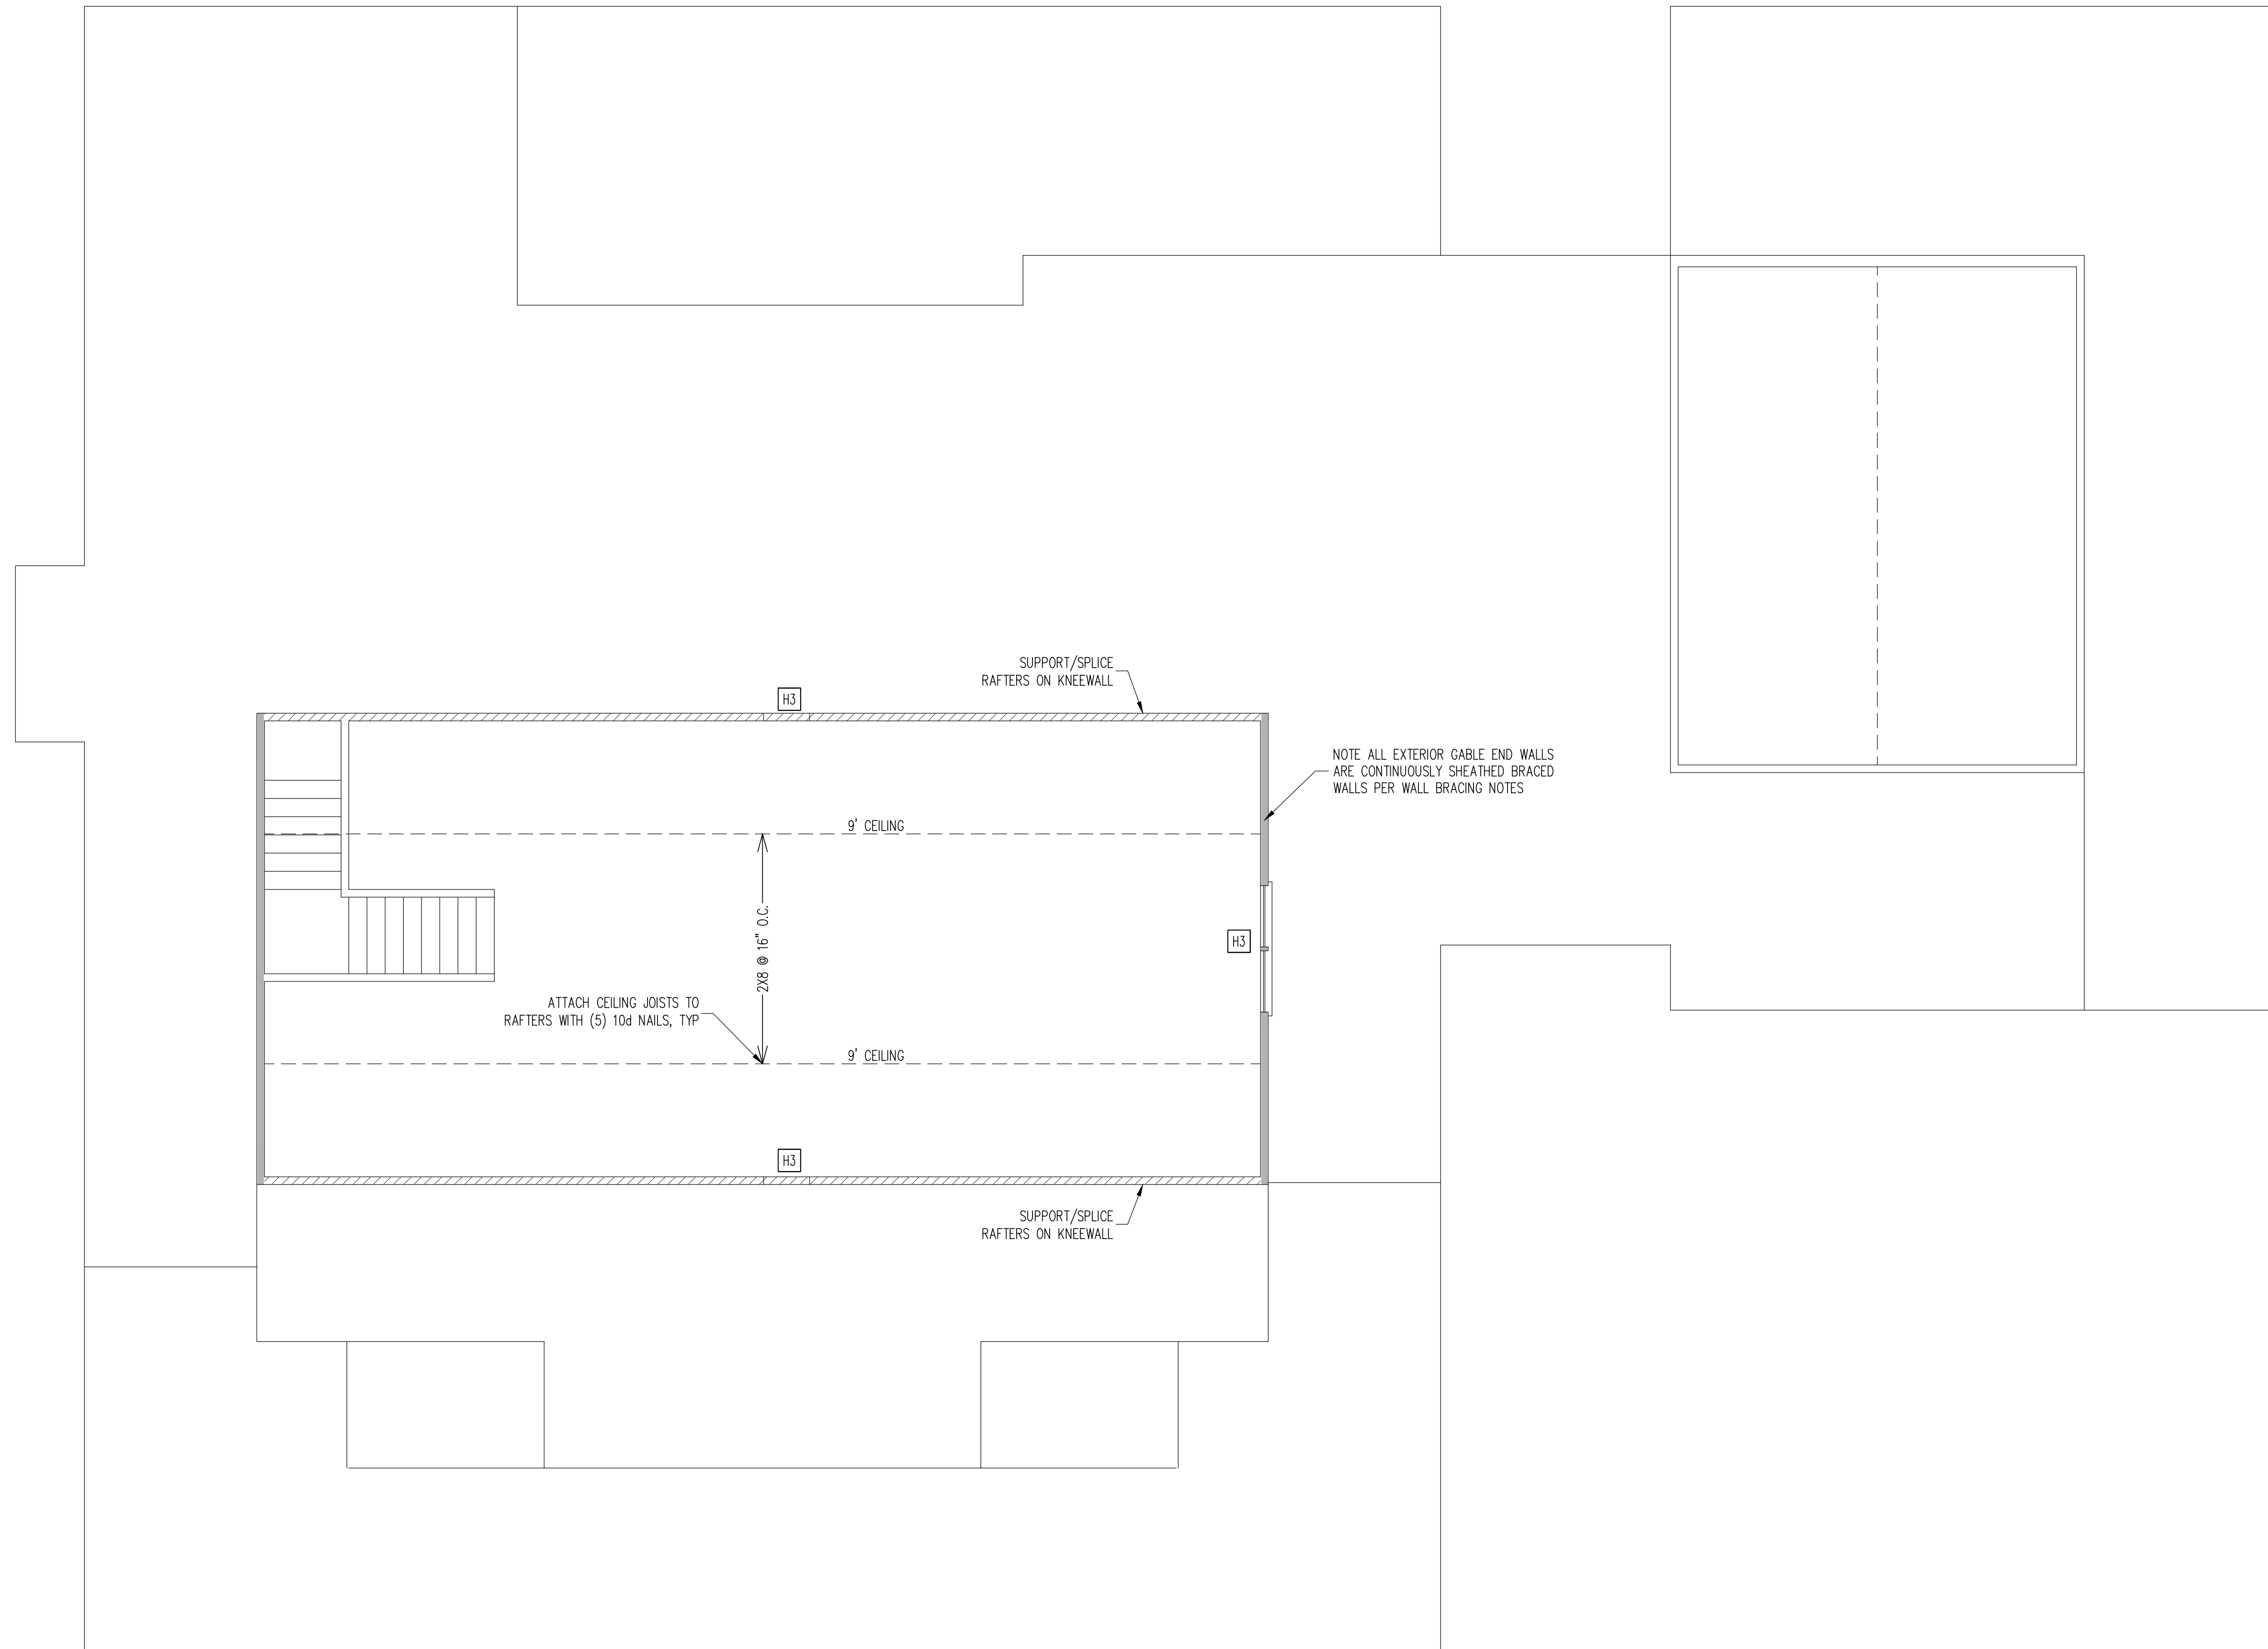 SUPPORT/SPLICE
RAFTERS ON KNEEWALL
H3
NOTE ALL EXTERIOR GABLE END WALLS
ARE CONTINUOUSLY SHEATHED BRACED
WALLS PER WALL BRACING NOTES
9' CEILING
2X8 @ 16" O.C.
H3
ATTACH CEILING JOISTS TO
RAFTERS WITH (5) 10d NAILS, TYP
9' CEILING
H3
SUPPORT/SPLICE
RAFTERS ON KNEEWALL